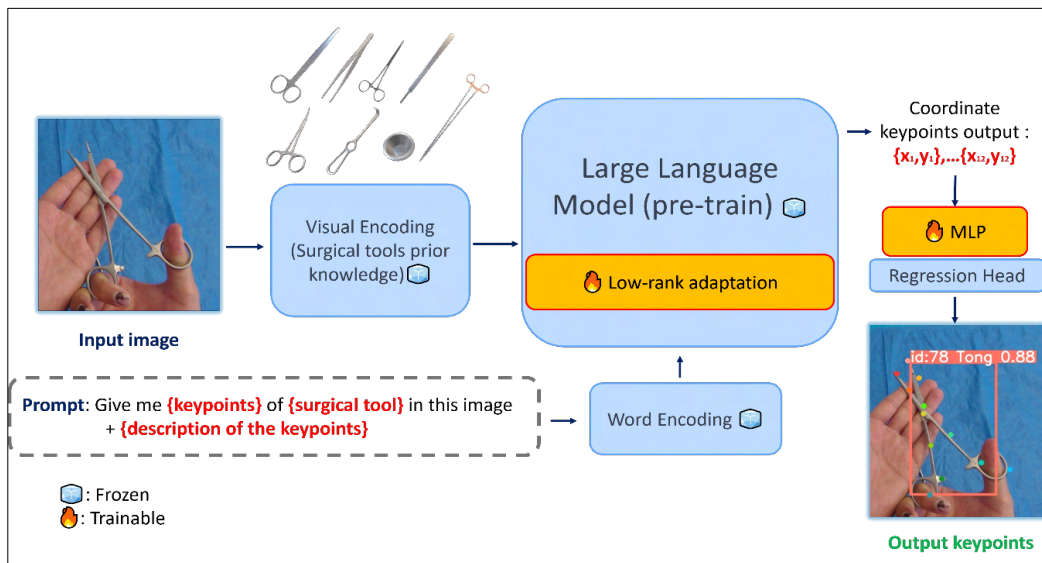 Input image
Visual Encoding
(Surgical tools prior
knowledge)
Large Language
Model (pre-train)
Low-rank adaptation
Coordinate
keypoints output :
{x₁,y₁},...{x₁₂,y₁₂}
MLP
Regression Head
id:78 Tong 0.88
Output keypoints
Prompt: Give me {keypoints} of {surgical tool} in this image
+ {description of the keypoints}
Word Encoding
: Frozen
: Trainable